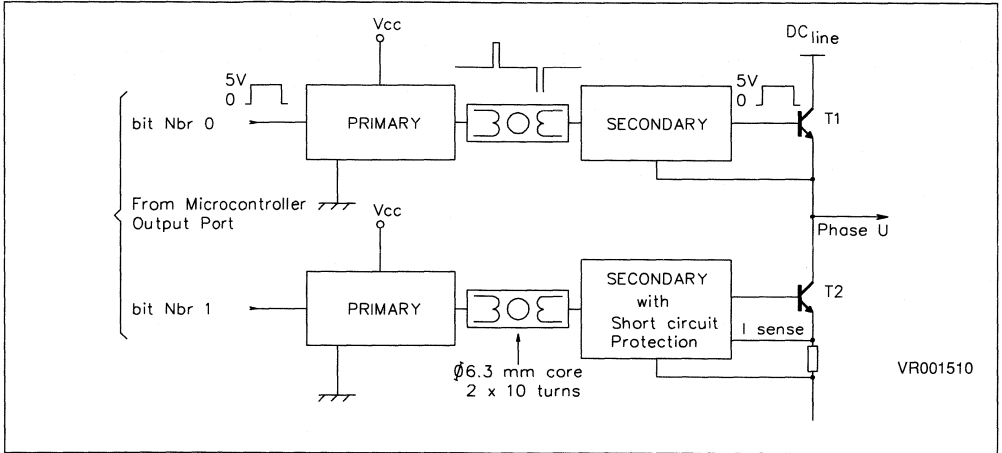 Vcc
DC line
5V
0
5V
0
bit Nbr 0
PRIMARY
SECONDARY
T1
From Microcontroller
Output Port
Vcc
Phase U
bit Nbr 1
PRIMARY
SECONDARY
with
Short circuit
Protection
T2
I sense
Ø6.3 mm core
2 x 10 turns
VR001510